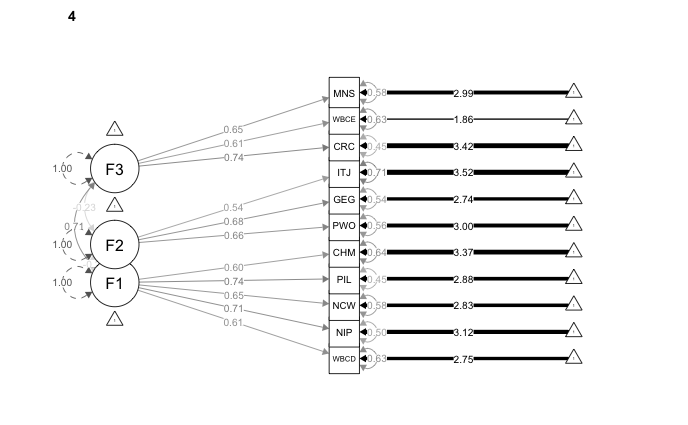 4
MNS 0.58 2.99
0.65
WBCE 0.63 1.86
0.61
CRC 0.45 3.42
0.74
F3
1.00
ITJ 0.71 3.52
0.54
GEG 0.54 2.74
0.68
PWO 0.56 3.00
0.66
0.71
F2
1.00
CHM 0.64 3.37
0.60
PIL 0.45 2.88
0.74
F1
1.00
NCW 0.58 2.83
0.65
NIP 0.50 3.12
0.71
WBCD 0.63 2.75
0.61